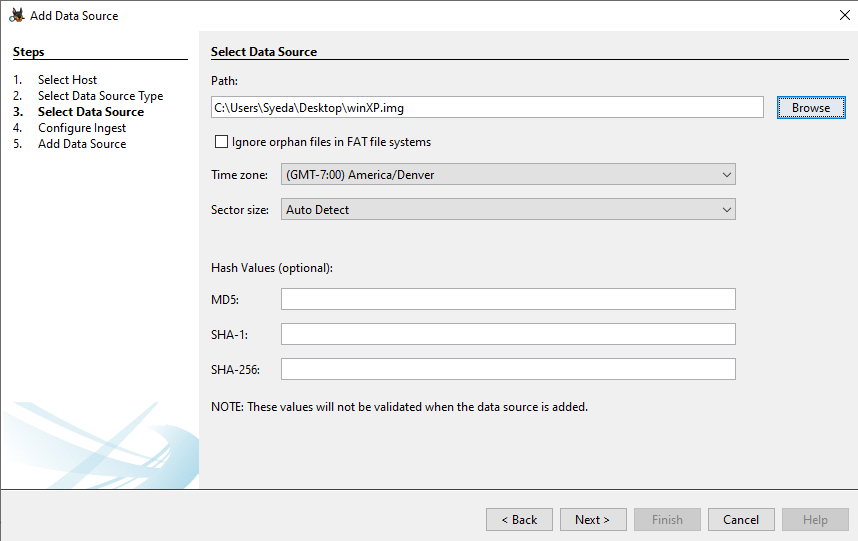 Add Data Source
Steps
1. Select Host
2. Select Data Source Type
3. Select Data Source
4. Configure Ingest
5. Add Data Source
Select Data Source
Path:
C:\Users\Syeda\Desktop\winXP.img
Browse
Ignore orphan files in FAT file systems
Time zone: (GMT-7:00) America/Denver
Sector size: Auto Detect
Hash Values (optional):
MD5:
SHA-1:
SHA-256:
NOTE: These values will not be validated when the data source is added.
< Back Next > Finish Cancel Help